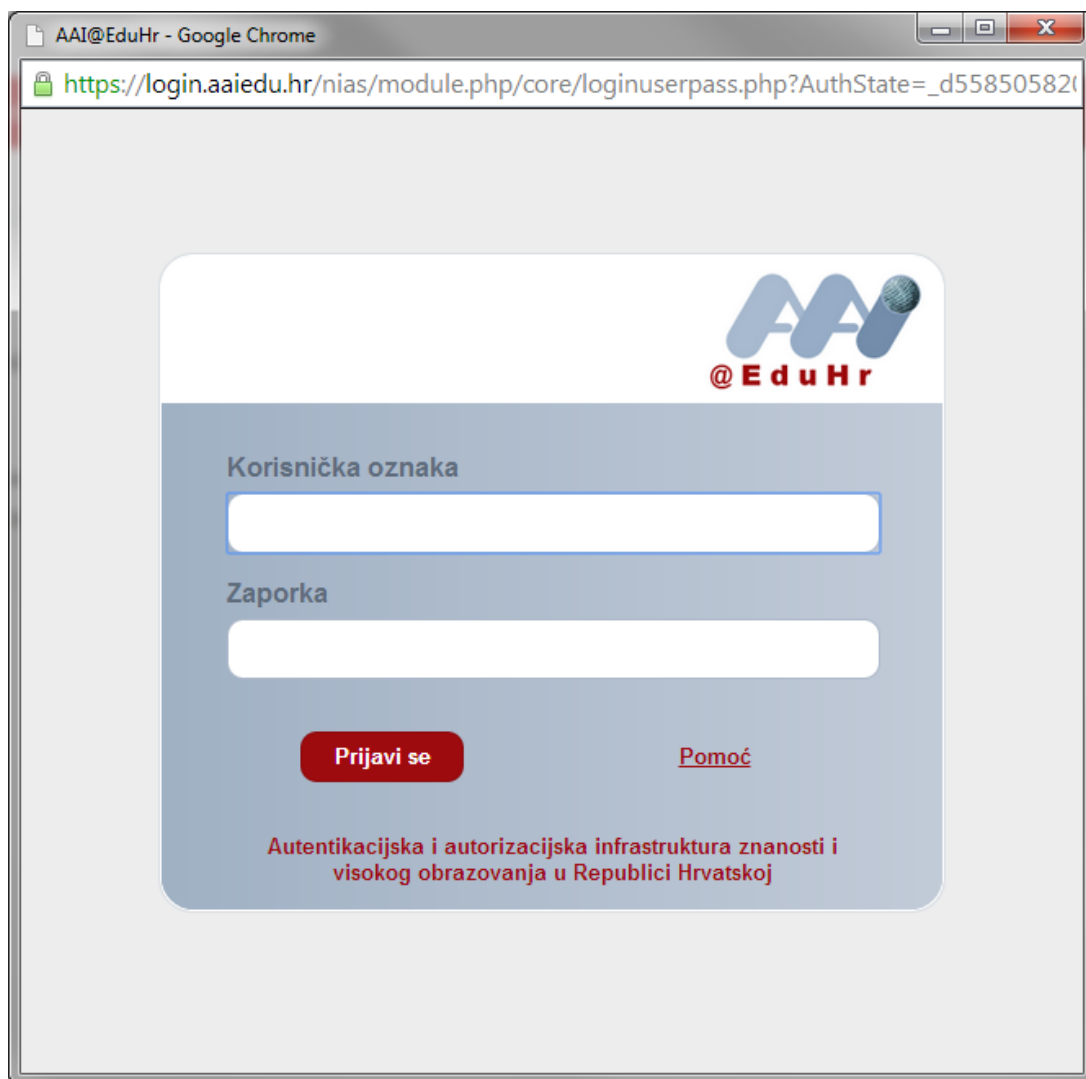 AAI@EduHr - Google Chrome
https://login.aaiedu.hr/nias/module.php/core/loginuserpass.php?AuthState=_d558505820
AAI
@EduHr
Korisnička oznaka
Zaporka
Prijavi se
Pomoć
Autentikacijska i autorizacijska infrastruktura znanosti i
visokog obrazovanja u Republici Hrvatskoj